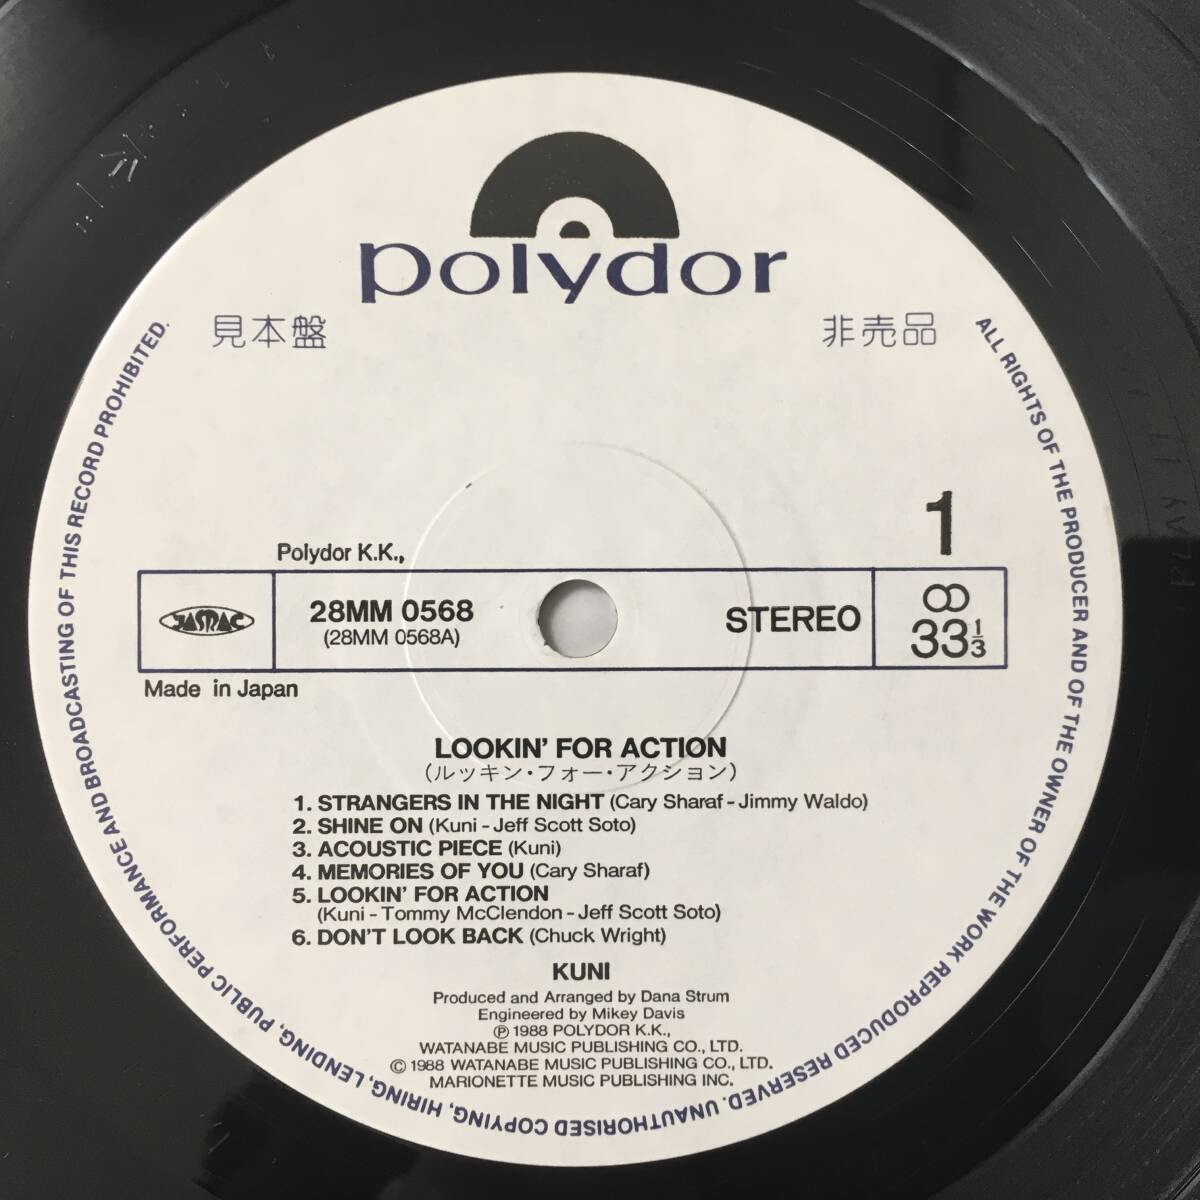 polydor
見本盤
非売品
ALL RIGHTS OF THE PRODUCER AND OF THE OWNER OF THE WORK REPRODUCED RESERVED. UNAUTHORISED COPYING, HIRING, LENDING, PUBLIC PERFORMANCE AND BROADCASTING OF THIS RECORD PROHIBITED.
1
Polydor K.K.,
JASRAC
28MM 0568
(28MM 0568A)
STEREO
33 1/3
Made in Japan
LOOKIN' FOR ACTION
(ルッキン・フォー・アクション)
1. STRANGERS IN THE NIGHT (Cary Sharaf - Jimmy Waldo)
2. SHINE ON (Kuni - Jeff Scott Soto)
3. ACOUSTIC PIECE (Kuni)
4. MEMORIES OF YOU (Cary Sharaf)
5. LOOKIN' FOR ACTION
(Kuni - Tommy McClendon - Jeff Scott Soto)
6. DON'T LOOK BACK (Chuck Wright)
KUNI
Produced and Arranged by Dana Strum
Engineered by Mikey Davis
℗ 1988 POLYDOR K.K.,
WATANABE MUSIC PUBLISHING CO., LTD.
© 1988 WATANABE MUSIC PUBLISHING CO., LTD.
MARIONETTE MUSIC PUBLISHING INC.